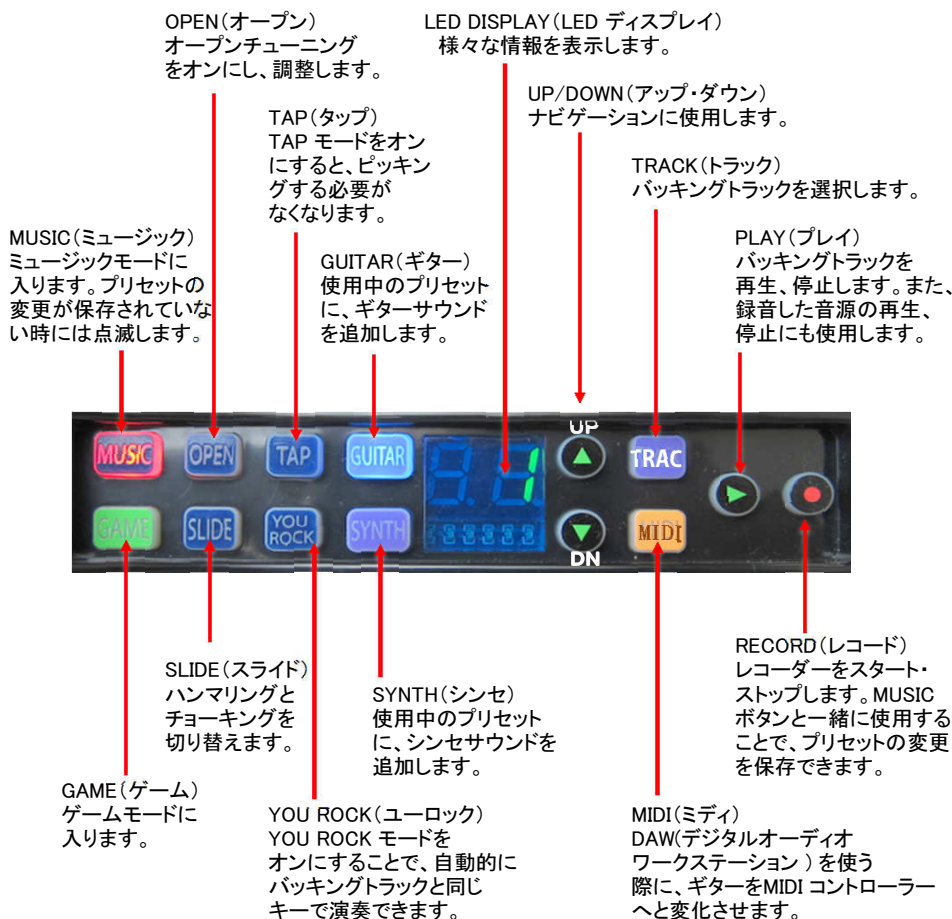 OPEN(オープン)
オープンチューニング
をオンにし、調整します。
LED DISPLAY(LED ディスプレイ)
様々な情報を表示します。
UP/DOWN(アップ・ダウン)
ナビゲーションに使用します。
TAP(タップ)
TAP モードをオン
にすると、ピッキン
グする必要が
なくなります。
TRACK(トラック)
バッキングトラックを選択します。
MUSIC(ミュージック)
ミュージックモードに
入ります。プリセットの
変更が保存されていな
い時には点滅します。
GUITAR(ギター)
使用中のプリセット
に、ギターサウンド
を追加します。
PLAY(プレイ)
バッキングトラックを
再生、停止します。また、
録音した音源の再生、
停止にも使用します。
MUSIC
OPEN
TAP
GUITAR
1
UP
TRAC
GAME
SLIDE
YOU
ROCK
SYNTH
DN
MIDI
SLIDE(スライド)
ハンマリングと
チョーキングを
切り替えます。
SYNTH(シンセ)
使用中のプリセット
に、シンセサウンドを
追加します。
RECORD(レコード)
レコーダーをスタート・
ストップします。MUSIC
ボタンと一緒に使用する
ことで、プリセットの変更
を保存できます。
GAME(ゲーム)
ゲームモードに
入ります。
YOU ROCK(ユーロック)
YOU ROCK モードを
オンにすることで、自動的に
バッキングトラックと同じ
キーで演奏できます。
MIDI(ミディ)
DAW(デジタルオーディオ
ワークステーション ) を使う
際に、ギターをMIDI コントローラー
へと変化させます。